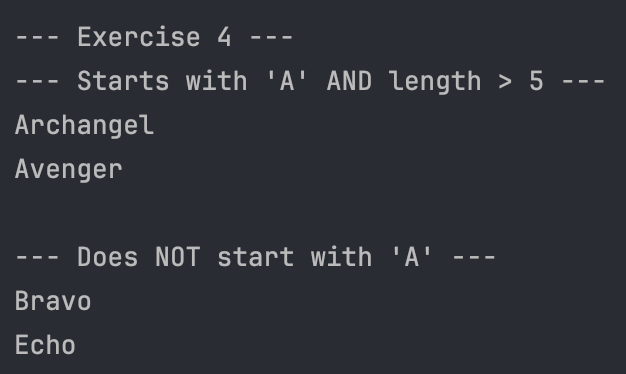 --- Exercise 4 ---
--- Starts with 'A' AND length > 5 ---
Archangel
Avenger
--- Does NOT start with 'A' ---
Bravo
Echo